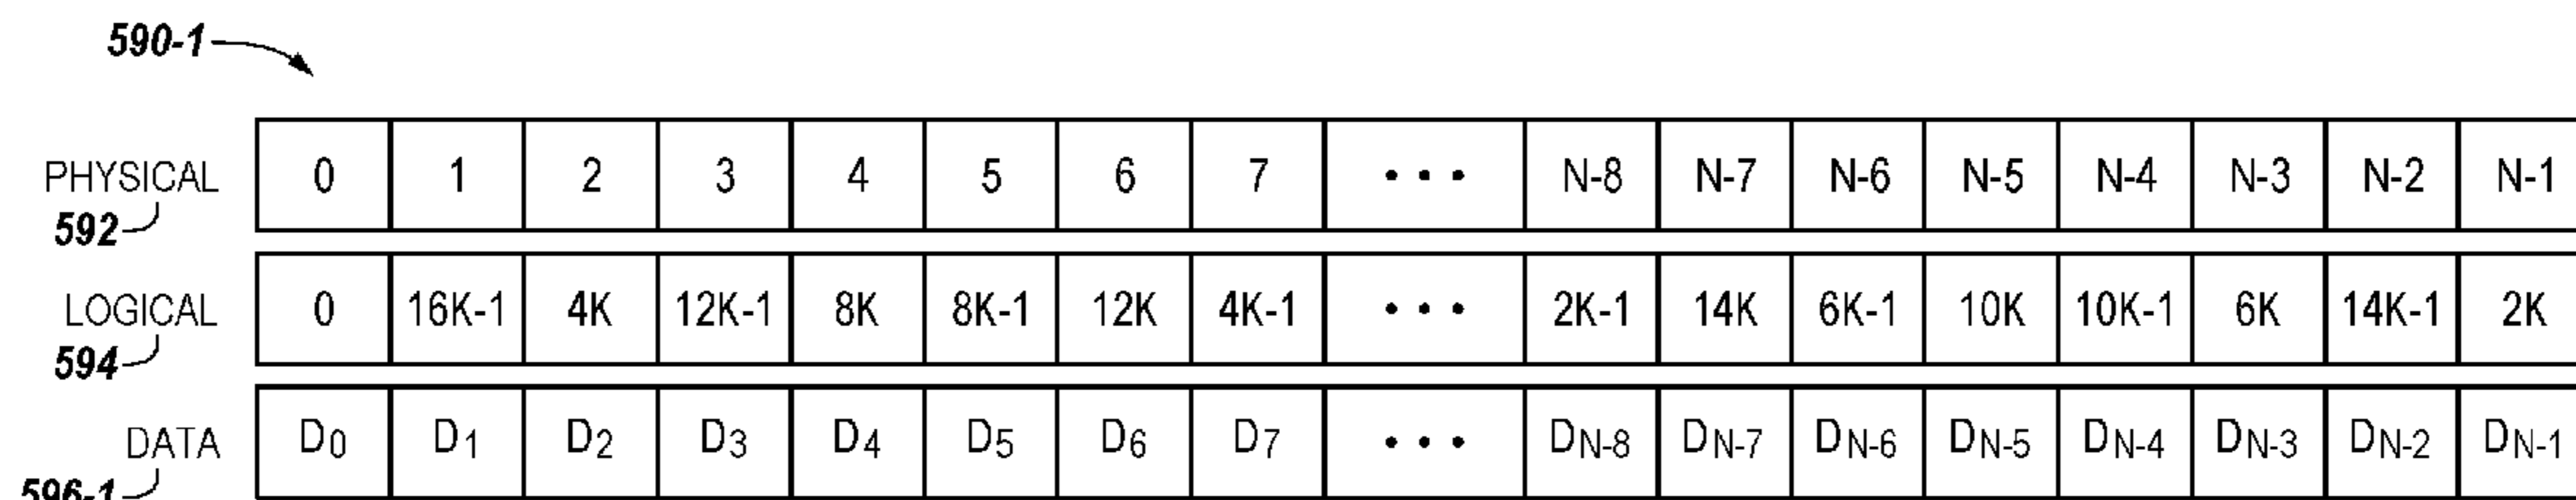 590-1
PHYSICAL 0 1 2 3 4 5 6 7 • • • N-8 N-7 N-6 N-5 N-4 N-3 N-2 N-1
592
LOGICAL 0 16K-1 4K 12K-1 8K 8K-1 12K 4K-1 • • • 2K-1 14K 6K-1 10K 10K-1 6K 14K-1 2K
594
DATA D0 D1 D2 D3 D4 D5 D6 D7 • • • DN-8 DN-7 DN-6 DN-5 DN-4 DN-3 DN-2 DN-1
596-1